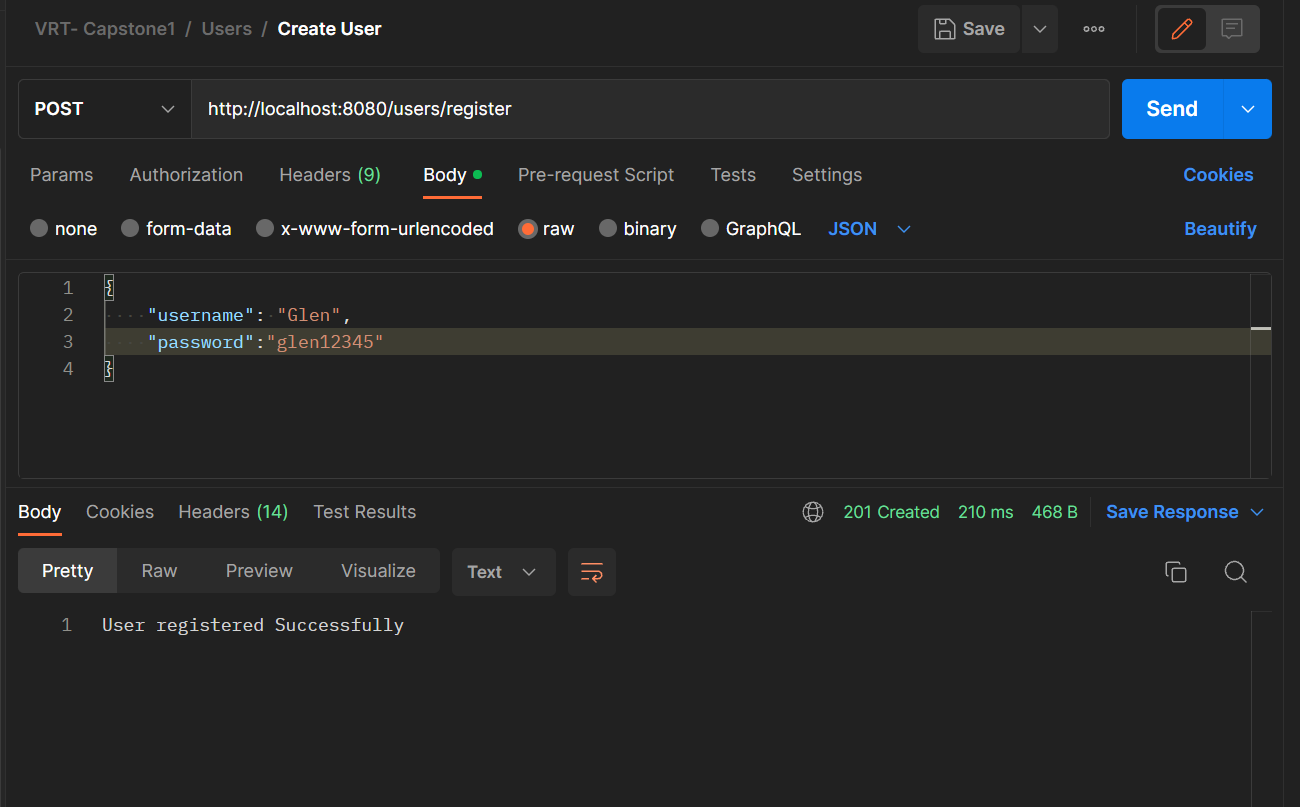 VRT- Capstone1 / Users / Create User Save
POST http://localhost:8080/users/register Send
Params Authorization Headers (9) Body Pre-request Script Tests Settings Cookies
none form-data x-www-form-urlencoded raw binary GraphQL JSON Beautify
1 {
2 "username": "Glen",
3 "password":"glen12345"
4 }
Body Cookies Headers (14) Test Results 201 Created 210 ms 468 B Save Response
Pretty Raw Preview Visualize Text
1 User registered Successfully